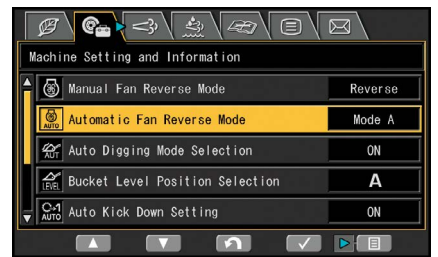 Machine Setting and Information
Manual Fan Reverse Mode Reverse
AUTO Automatic Fan Reverse Mode Mode A
AUT Auto Digging Mode Selection ON
LEVEL Bucket Level Position Selection A
AUTO Auto Kick Down Setting ON